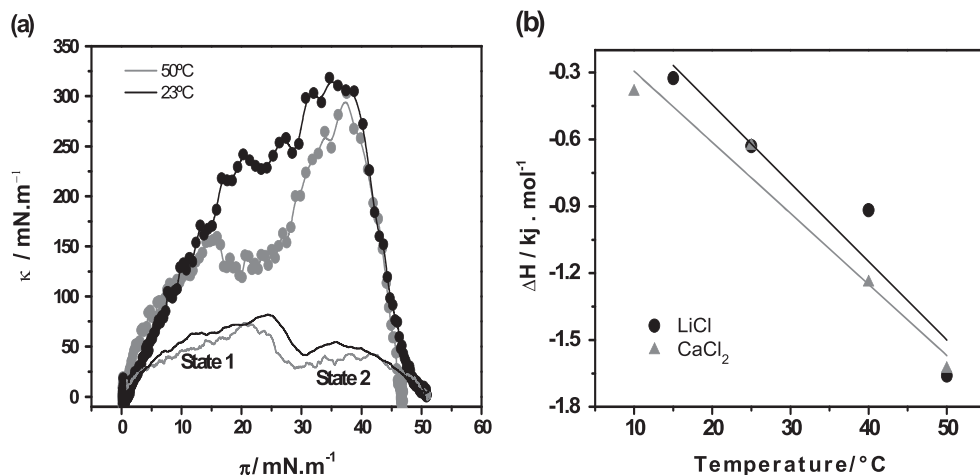 (a)
350
300
250
200
150
100
50
0
κ / mN.m⁻¹
50ºC
23ºC
State 1
State 2
0 10 20 30 40 50 60
π/ mN.m⁻¹
(b)
-0.3
-0.6
-0.9
-1.2
-1.5
-1.8
ΔH / kj . mol⁻¹
LiCl
CaCl₂
10 20 30 40 50
Temperature/°C